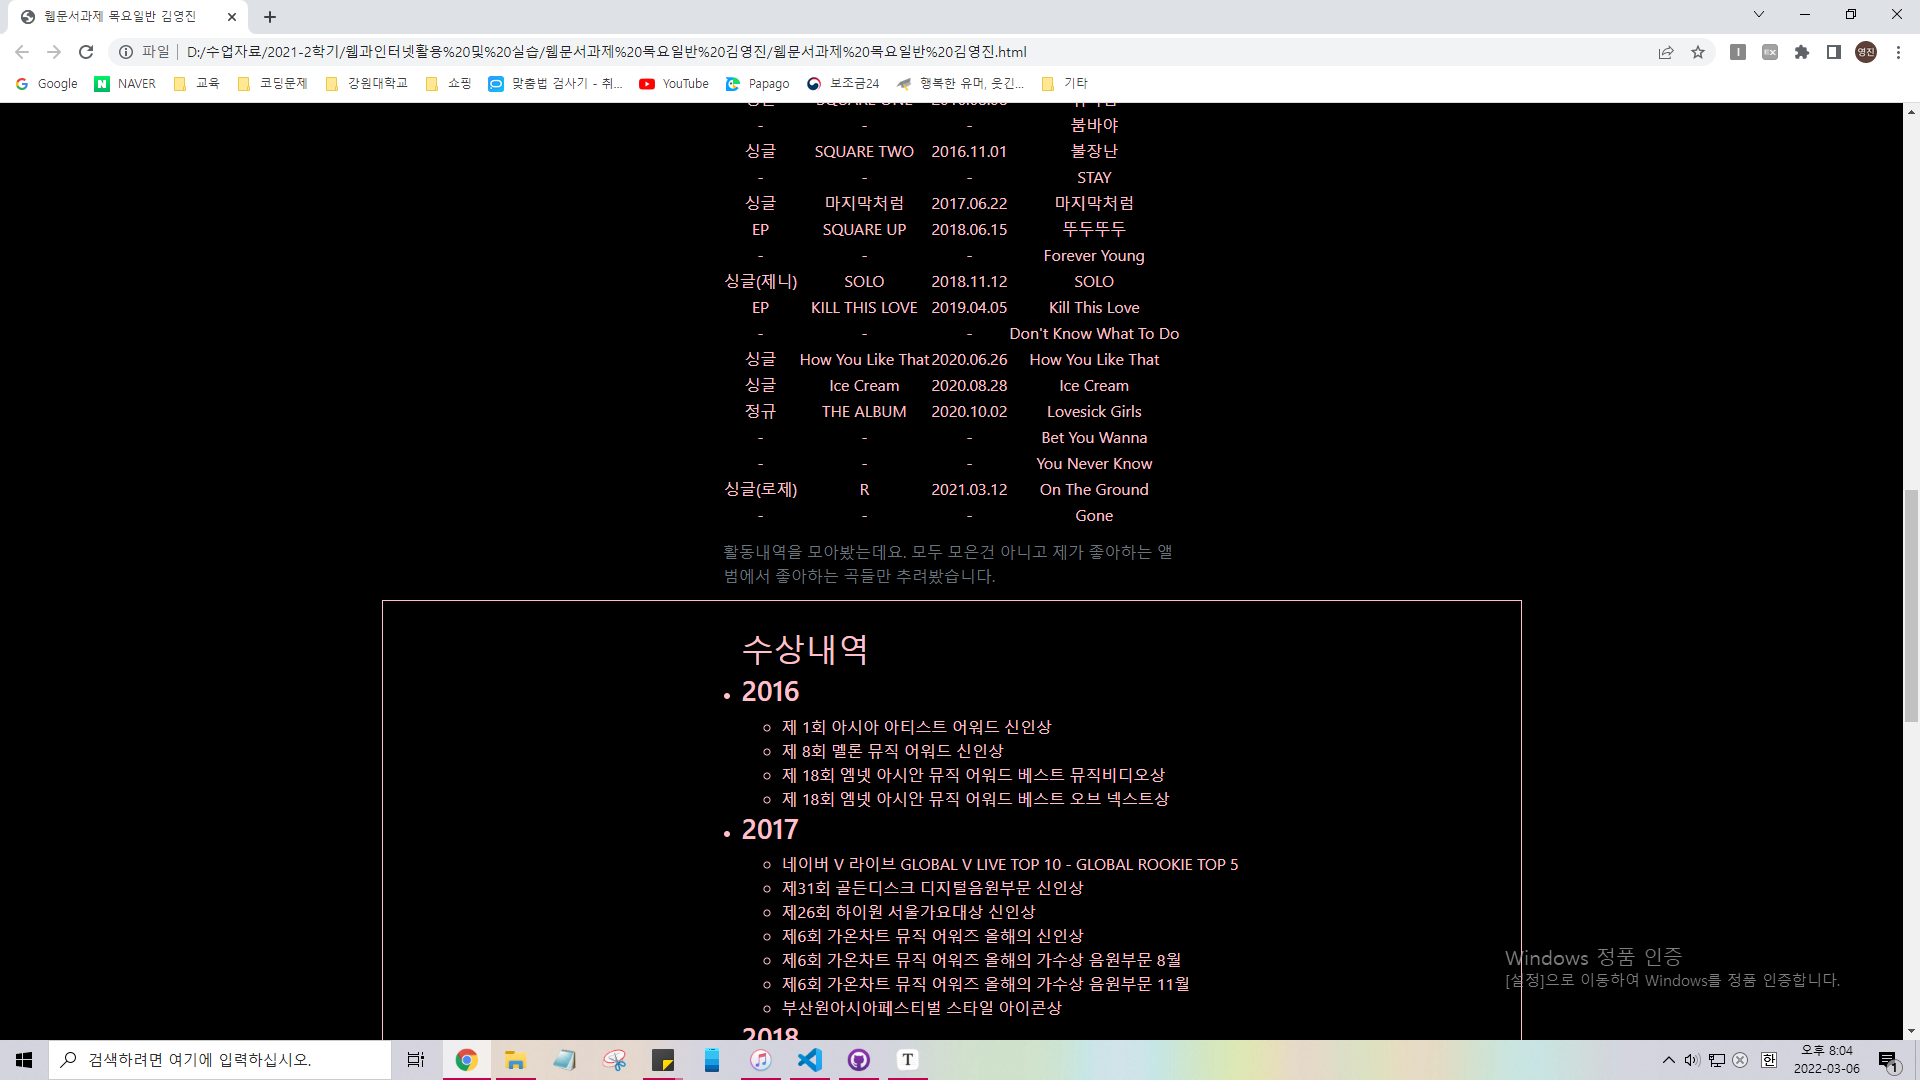 웹문서과제 목요일반 김영진
파일 D:/수업자료/2021-2학기/웹과인터넷활용%20및%20실습/웹문서과제%20목요일반%20김영진/웹문서과제%20목요일반%20김영진.html
영진
Google NAVER 교육 코딩문제 강원대학교 쇼핑 맞춤법 검사기 - 취... YouTube Papago 보조금24 행복한 유머, 웃긴... 기타
- - - 붐바야
싱글 SQUARE TWO 2016.11.01 불장난
- - - STAY
싱글 마지막처럼 2017.06.22 마지막처럼
EP SQUARE UP 2018.06.15 뚜두뚜두
- - - Forever Young
싱글(제니) SOLO 2018.11.12 SOLO
EP KILL THIS LOVE 2019.04.05 Kill This Love
- - - Don't Know What To Do
싱글 How You Like That 2020.06.26 How You Like That
싱글 Ice Cream 2020.08.28 Ice Cream
정규 THE ALBUM 2020.10.02 Lovesick Girls
- - - Bet You Wanna
- - - You Never Know
싱글(로제) R 2021.03.12 On The Ground
- - - Gone
활동내역을 모아봤는데요. 모두 모은건 아니고 제가 좋아하는 앨
범에서 좋아하는 곡들만 추려봤습니다.
수상내역
2016
제 1회 아시아 아티스트 어워드 신인상
제 8회 멜론 뮤직 어워드 신인상
제 18회 엠넷 아시안 뮤직 어워드 베스트 뮤직비디오상
제 18회 엠넷 아시안 뮤직 어워드 베스트 오브 넥스트상
2017
네이버 V 라이브 GLOBAL V LIVE TOP 10 - GLOBAL ROOKIE TOP 5
제31회 골든디스크 디지털음원부문 신인상
제26회 하이원 서울가요대상 신인상
제6회 가온차트 뮤직 어워즈 올해의 신인상
제6회 가온차트 뮤직 어워즈 올해의 가수상 음원부문 8월
제6회 가온차트 뮤직 어워즈 올해의 가수상 음원부문 11월
부산원아시아페스티벌 스타일 아이콘상
2018
Windows 정품 인증
[설정]으로 이동하여 Windows를 정품 인증합니다.
검색하려면 여기에 입력하십시오.
T
한
오후 8:04
2022-03-06
1